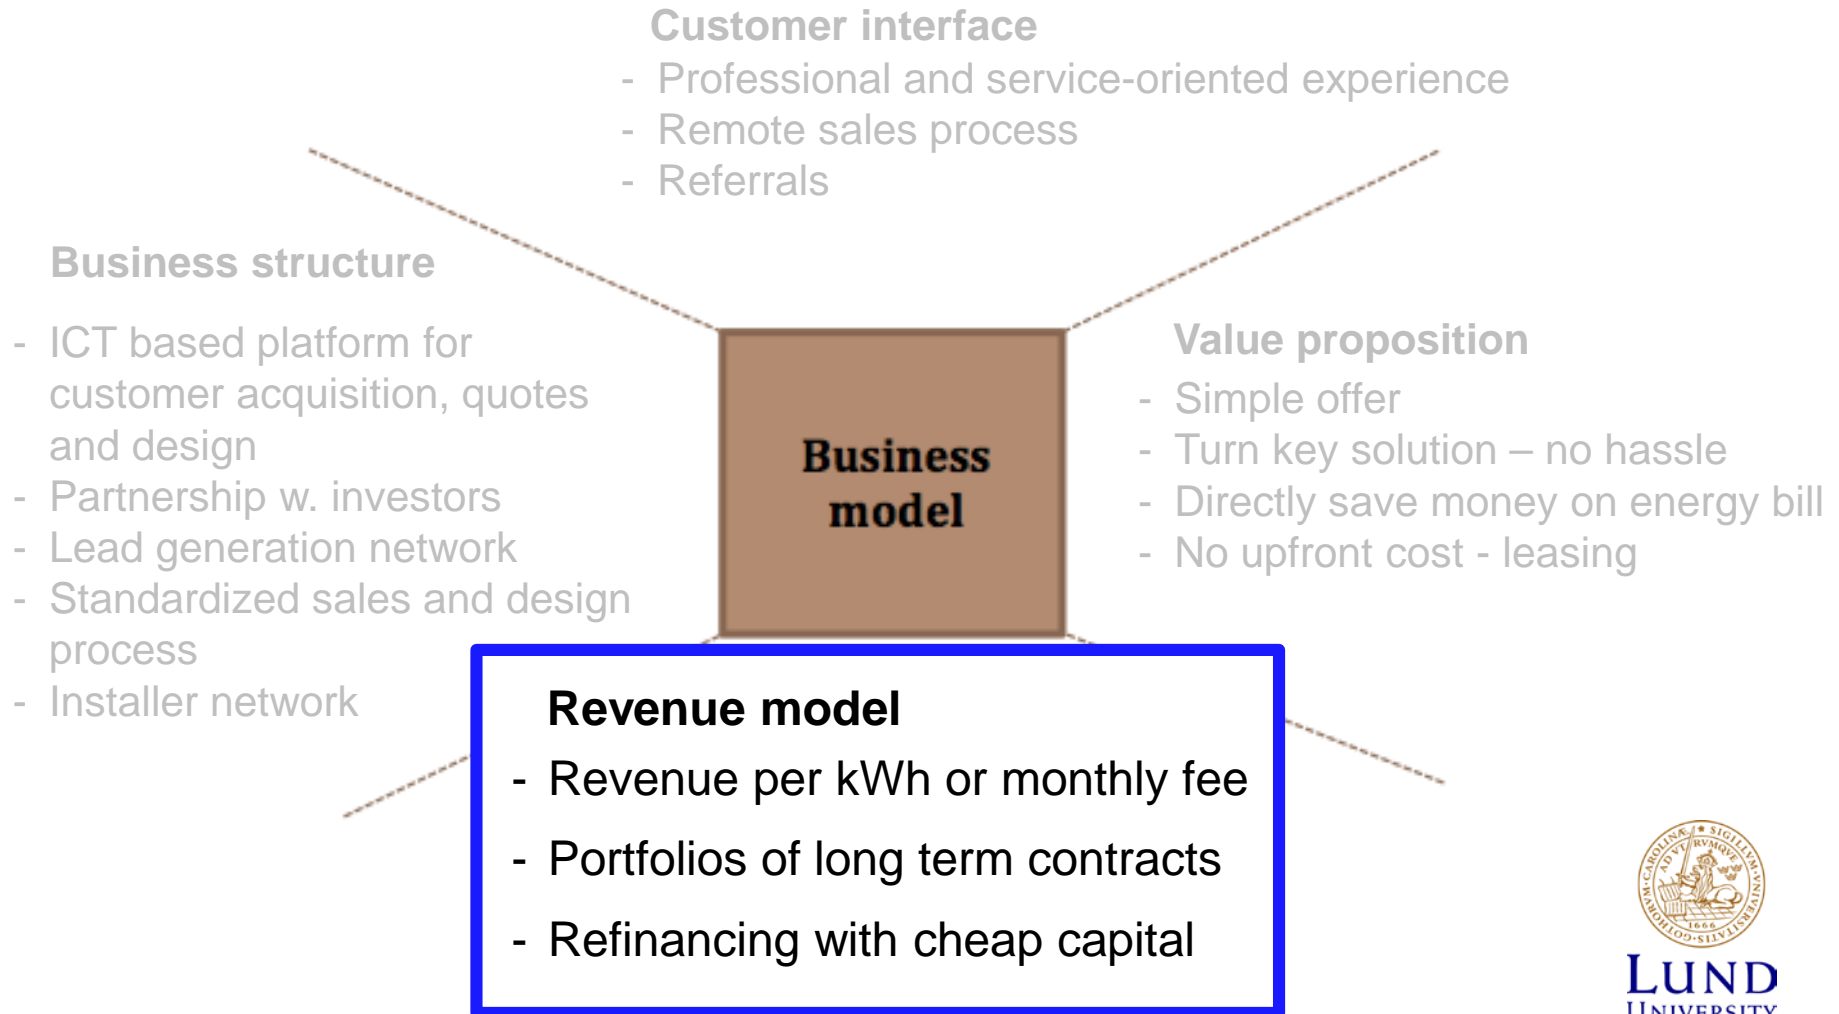 Customer interface
- Professional and service-oriented experience
- Remote sales process
- Referrals
Business structure
- ICT based platform for
customer acquisition, quotes
and design
- Partnership w. investors
- Lead generation network
- Standardized sales and design
process
- Installer network
Business
model
Value proposition
- Simple offer
- Turn key solution – no hassle
- Directly save money on energy bill
- No upfront cost - leasing
Revenue model
- Revenue per kWh or monthly fee
- Portfolios of long term contracts
- Refinancing with cheap capital
1666
LUND
UNIVERSITY